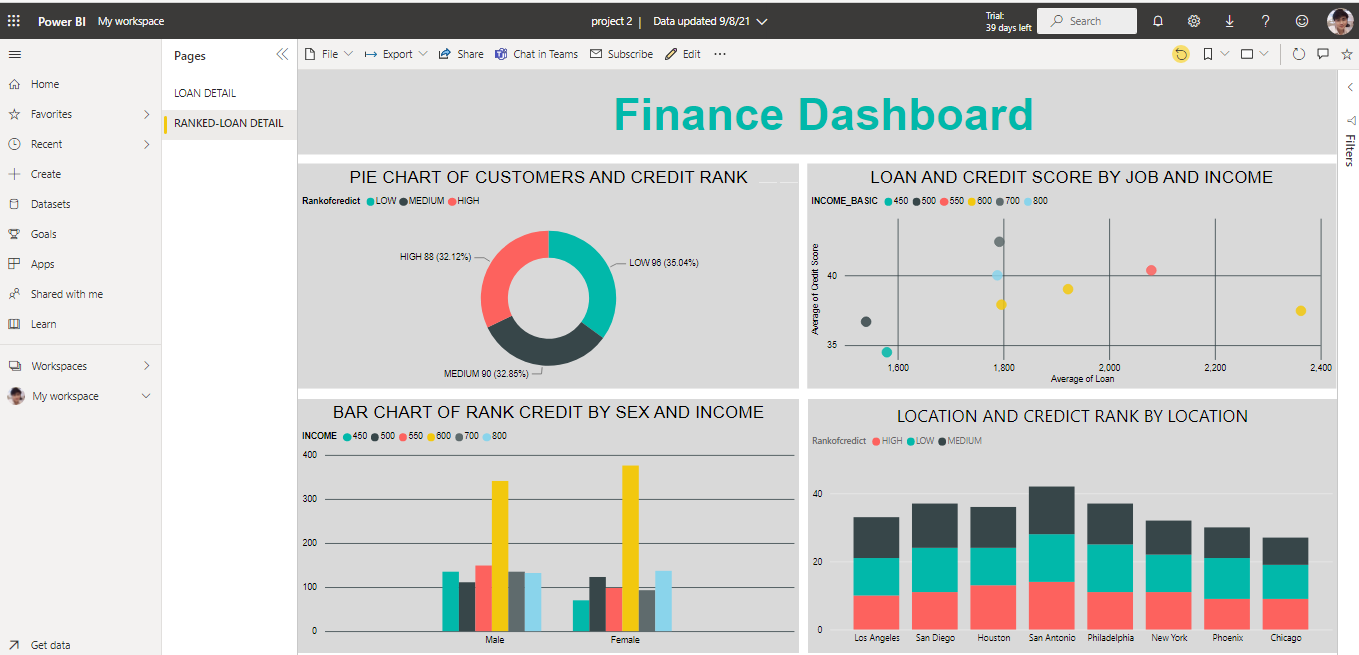 Power BI My workspace
project 2 | Data updated 9/8/21
Trial:
39 days left
Search
Home
Favorites
Recent
Create
Datasets
Goals
Apps
Shared with me
Learn
Workspaces
My workspace
Get data
Pages
LOAN DETAIL
RANKED-LOAN DETAIL
File Export Share Chat in Teams Subscribe Edit ···
Filters
Finance Dashboard
PIE CHART OF CUSTOMERS AND CREDIT RANK
Rankofcredict LOW MEDIUM HIGH
HIGH 88 (32.12%)
LOW 96 (35.04%)
MEDIUM 90 (32.85%)
LOAN AND CREDIT SCORE BY JOB AND INCOME
INCOME_BASIC 450 500 550 600 700 800
Average of Credit Score
40
35
1,600 1,800 2,000 2,200 2,400
Average of Loan
BAR CHART OF RANK CREDIT BY SEX AND INCOME
INCOME 450 500 550 600 700 800
400
300
200
100
0
Male Female
LOCATION AND CREDICT RANK BY LOCATION
Rankofcredict HIGH LOW MEDIUM
40
20
0
Los Angeles San Diego Houston San Antonio Philadelphia New York Phoenix Chicago